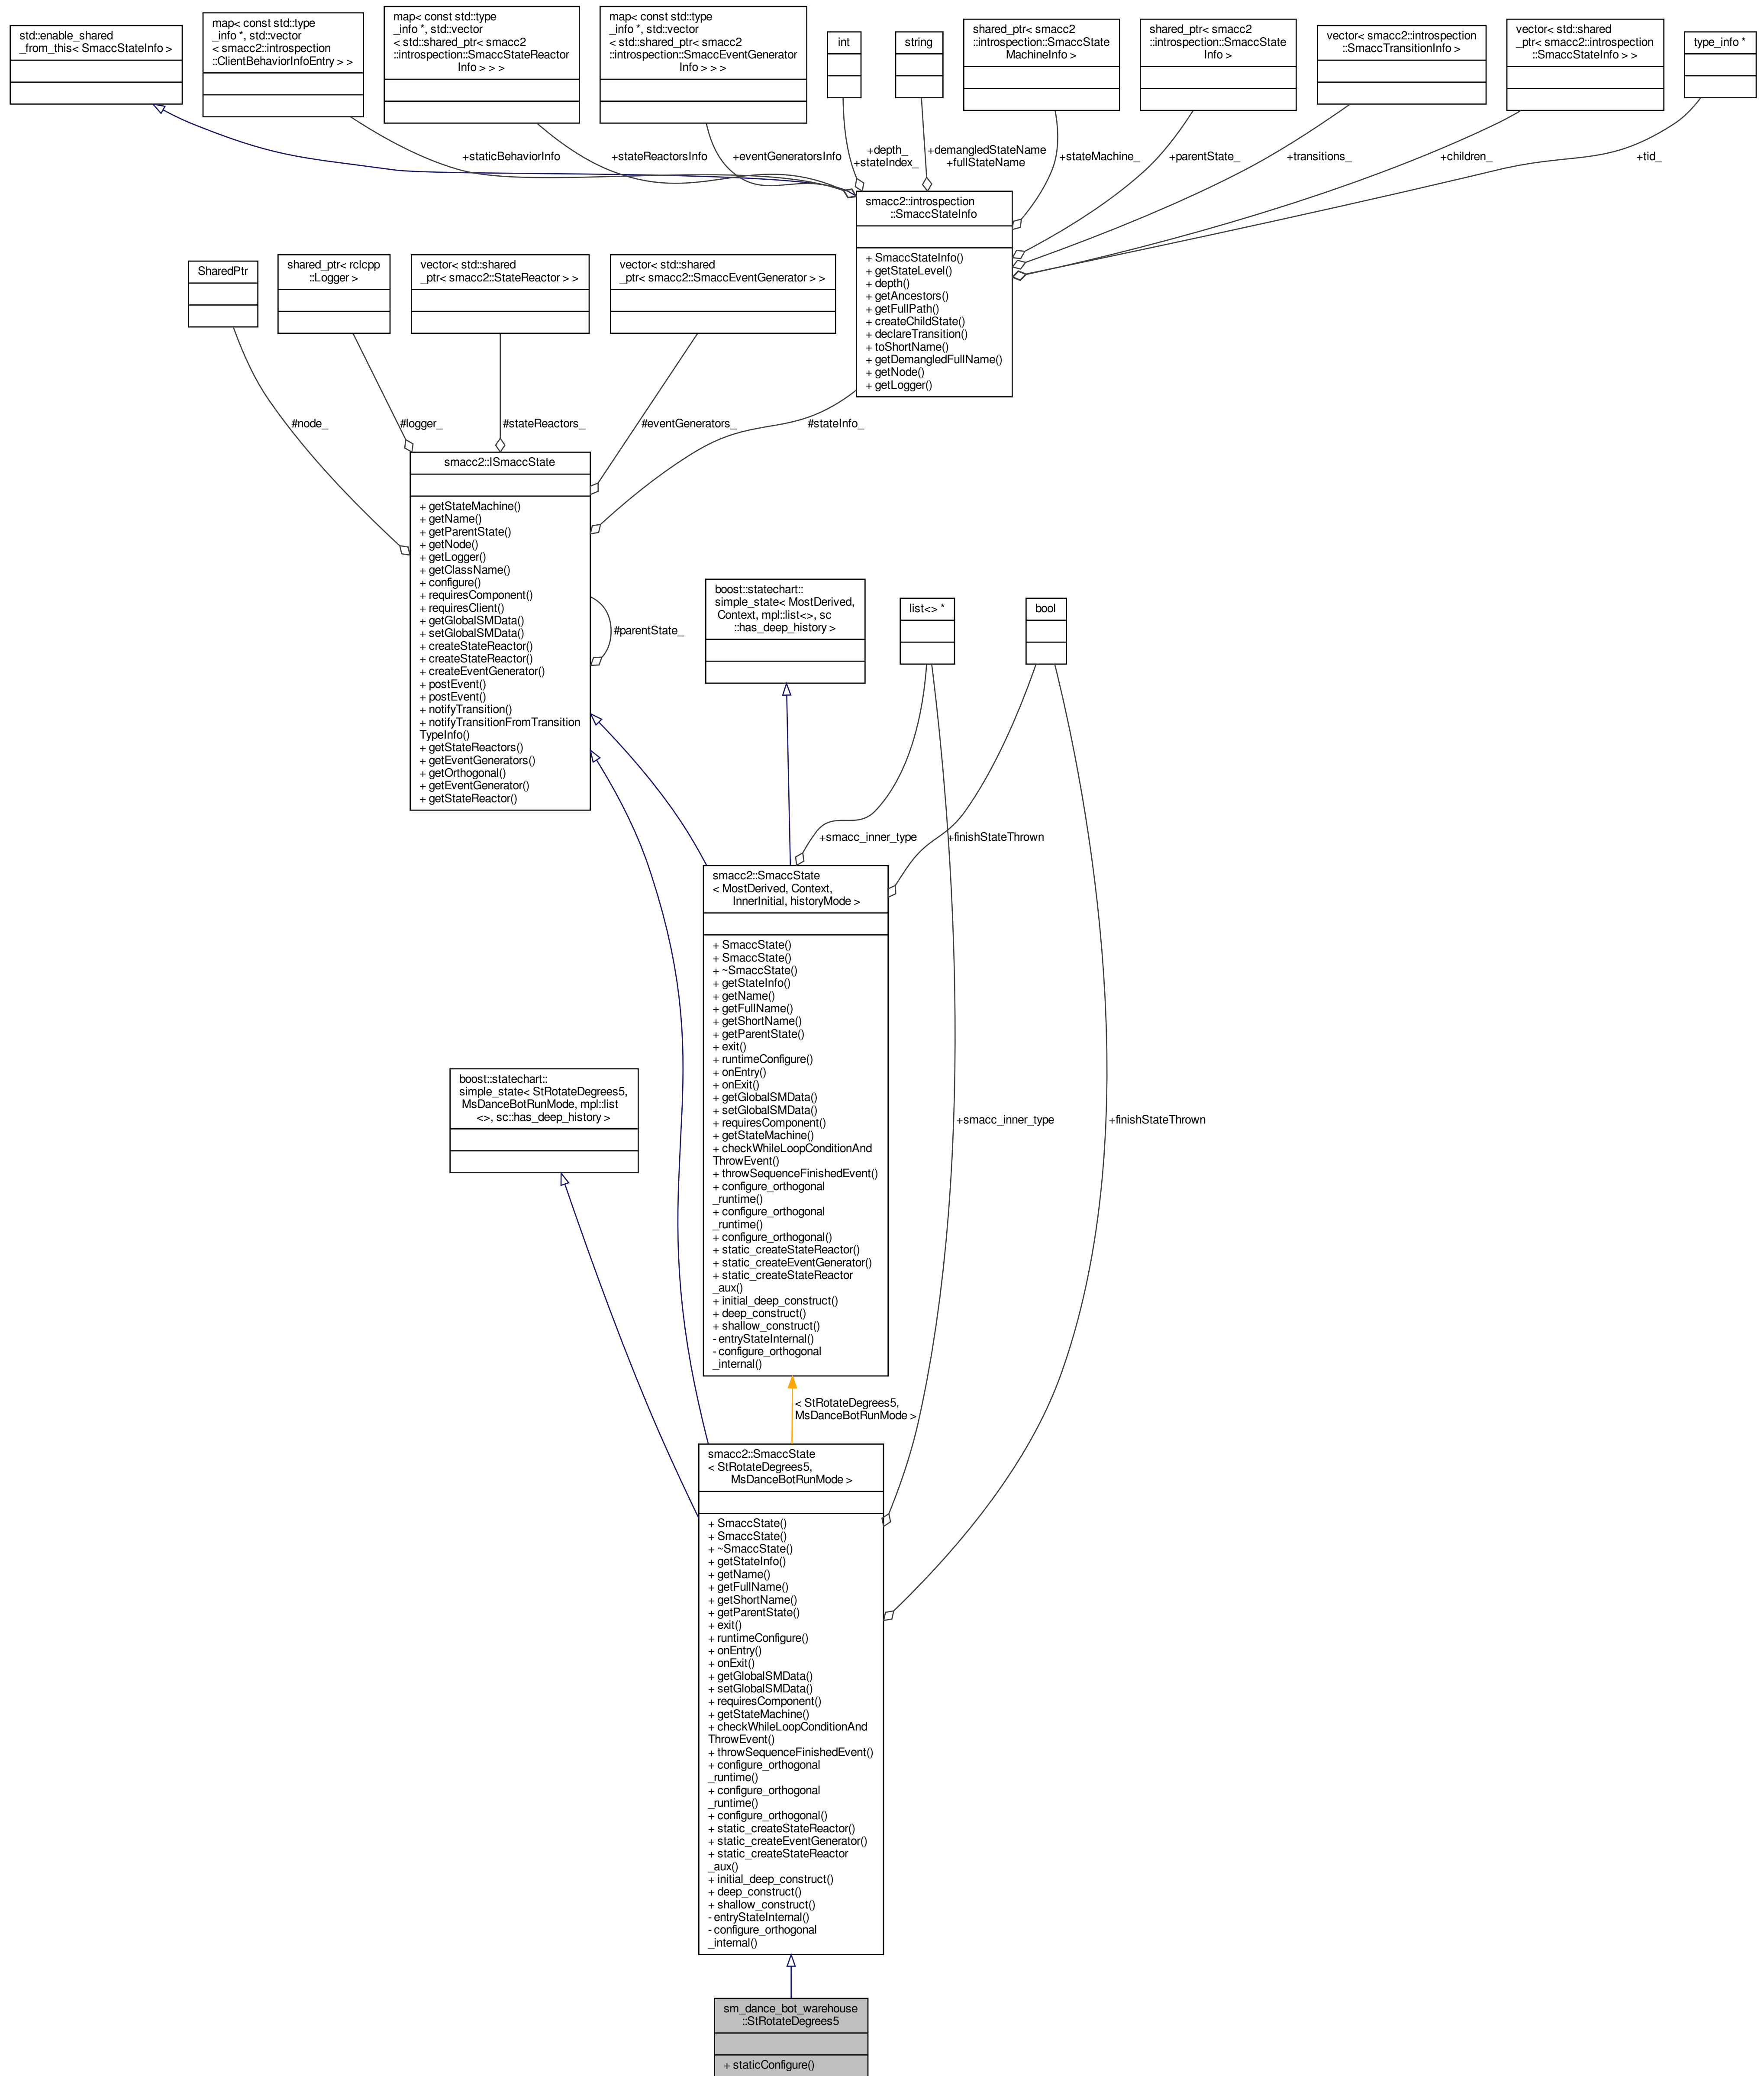 std::enable_shared
_from_this< SmaccStateInfo >
map< const std::type
_info *, std::vector
< smacc2::introspection
::ClientBehaviorInfoEntry > >
map< const std::type
_info *, std::vector
< std::shared_ptr< smacc2
::introspection::SmaccStateReactor
Info > > >
map< const std::type
_info *, std::vector
< std::shared_ptr< smacc2
::introspection::SmaccEventGenerator
Info > > >
int
string
shared_ptr< smacc2
::introspection::SmaccState
MachineInfo >
shared_ptr< smacc2
::introspection::SmaccState
Info >
vector< smacc2::introspection
::SmaccTransitionInfo >
vector< std::shared
_ptr< smacc2::introspection
::SmaccStateInfo > >
type_info *
+staticBehaviorInfo
+stateReactorsInfo
+eventGeneratorsInfo
+depth_
+stateIndex_
+demangledStateName
+fullStateName
+stateMachine_
+parentState_
+transitions_
+children_
+tid_
smacc2::introspection
::SmaccStateInfo
+ SmaccStateInfo()
+ getStateLevel()
+ depth()
+ getAncestors()
+ getFullPath()
+ createChildState()
+ declareTransition()
+ toShortName()
+ getDemangledFullName()
+ getNode()
+ getLogger()
SharedPtr
shared_ptr< rclcpp
::Logger >
vector< std::shared
_ptr< smacc2::StateReactor > >
vector< std::shared
_ptr< smacc2::SmaccEventGenerator > >
#node_
#logger_
#stateReactors_
#eventGenerators_
#stateInfo_
smacc2::ISmaccState
+ getStateMachine()
+ getName()
+ getParentState()
+ getNode()
+ getLogger()
+ getClassName()
+ configure()
+ requiresComponent()
+ requiresClient()
+ getGlobalSMData()
+ setGlobalSMData()
+ createStateReactor()
+ createStateReactor()
+ createEventGenerator()
+ postEvent()
+ postEvent()
+ notifyTransition()
+ notifyTransitionFromTransition
TypeInfo()
+ getStateReactors()
+ getEventGenerators()
+ getOrthogonal()
+ getEventGenerator()
+ getStateReactor()
#parentState_
boost::statechart::
simple_state< MostDerived,
Context, mpl::list<>, sc
::has_deep_history >
list<> *
bool
+smacc_inner_type
+finishStateThrown
smacc2::SmaccState
< MostDerived, Context,
InnerInitial, historyMode >
+ SmaccState()
+ SmaccState()
+ ~SmaccState()
+ getStateInfo()
+ getName()
+ getFullName()
+ getShortName()
+ getParentState()
+ exit()
+ runtimeConfigure()
+ onEntry()
+ onExit()
+ getGlobalSMData()
+ setGlobalSMData()
+ requiresComponent()
+ getStateMachine()
+ checkWhileLoopConditionAnd
ThrowEvent()
+ throwSequenceFinishedEvent()
+ configure_orthogonal
_runtime()
+ configure_orthogonal
_runtime()
+ configure_orthogonal()
+ static_createStateReactor()
+ static_createEventGenerator()
+ static_createStateReactor
_aux()
+ initial_deep_construct()
+ deep_construct()
+ shallow_construct()
- entryStateInternal()
- configure_orthogonal
_internal()
boost::statechart::
simple_state< StRotateDegrees5,
MsDanceBotRunMode, mpl::list
<>, sc::has_deep_history >
+smacc_inner_type
+finishStateThrown
< StRotateDegrees5,
MsDanceBotRunMode >
smacc2::SmaccState
< StRotateDegrees5,
MsDanceBotRunMode >
+ SmaccState()
+ SmaccState()
+ ~SmaccState()
+ getStateInfo()
+ getName()
+ getFullName()
+ getShortName()
+ getParentState()
+ exit()
+ runtimeConfigure()
+ onEntry()
+ onExit()
+ getGlobalSMData()
+ setGlobalSMData()
+ requiresComponent()
+ getStateMachine()
+ checkWhileLoopConditionAnd
ThrowEvent()
+ throwSequenceFinishedEvent()
+ configure_orthogonal
_runtime()
+ configure_orthogonal
_runtime()
+ configure_orthogonal()
+ static_createStateReactor()
+ static_createEventGenerator()
+ static_createStateReactor
_aux()
+ initial_deep_construct()
+ deep_construct()
+ shallow_construct()
- entryStateInternal()
- configure_orthogonal
_internal()
sm_dance_bot_warehouse
::StRotateDegrees5
+ staticConfigure()